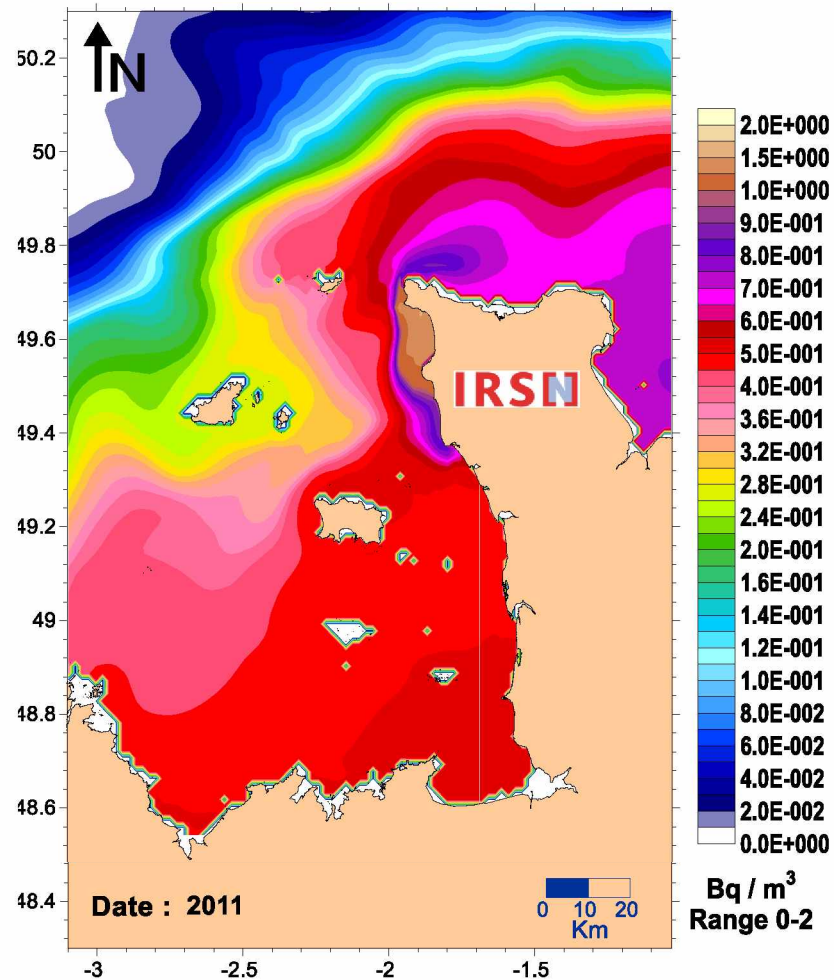 N
50.2
50
49.8
49.6
49.4
49.2
49
48.8
48.6
48.4
-3
-2.5
-2
-1.5
IRSN
Date : 2011
0 10 20
Km
2.0E+000
1.5E+000
1.0E+000
9.0E-001
8.0E-001
7.0E-001
6.0E-001
5.0E-001
4.0E-001
3.6E-001
3.2E-001
2.8E-001
2.4E-001
2.0E-001
1.6E-001
1.2E-001
1.0E-001
8.0E-002
6.0E-002
4.0E-002
2.0E-002
0.0E+000
Bq / m³
Range 0-2